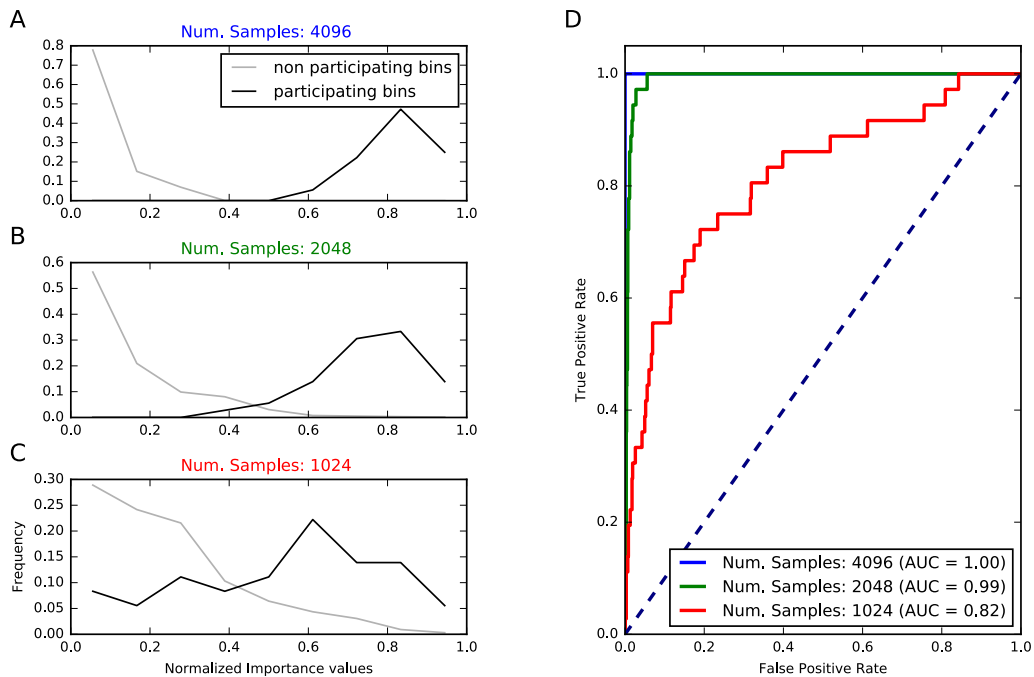 A
Num. Samples: 4096
0.8
0.7
0.6
0.5
0.4
0.3
0.2
0.1
0.0
0.0 0.2 0.4 0.6 0.8 1.0
non participating bins
participating bins
B
Num. Samples: 2048
0.6
0.5
0.4
0.3
0.2
0.1
0.0
0.0 0.2 0.4 0.6 0.8 1.0
C
Num. Samples: 1024
0.30
0.25
0.20
0.15
0.10
0.05
0.00
Frequency
0.0 0.2 0.4 0.6 0.8 1.0
Normalized Importance values
D
1.0
0.8
0.6
0.4
0.2
0.0
True Positive Rate
Num. Samples: 4096 (AUC = 1.00)
Num. Samples: 2048 (AUC = 0.99)
Num. Samples: 1024 (AUC = 0.82)
0.0 0.2 0.4 0.6 0.8 1.0
False Positive Rate